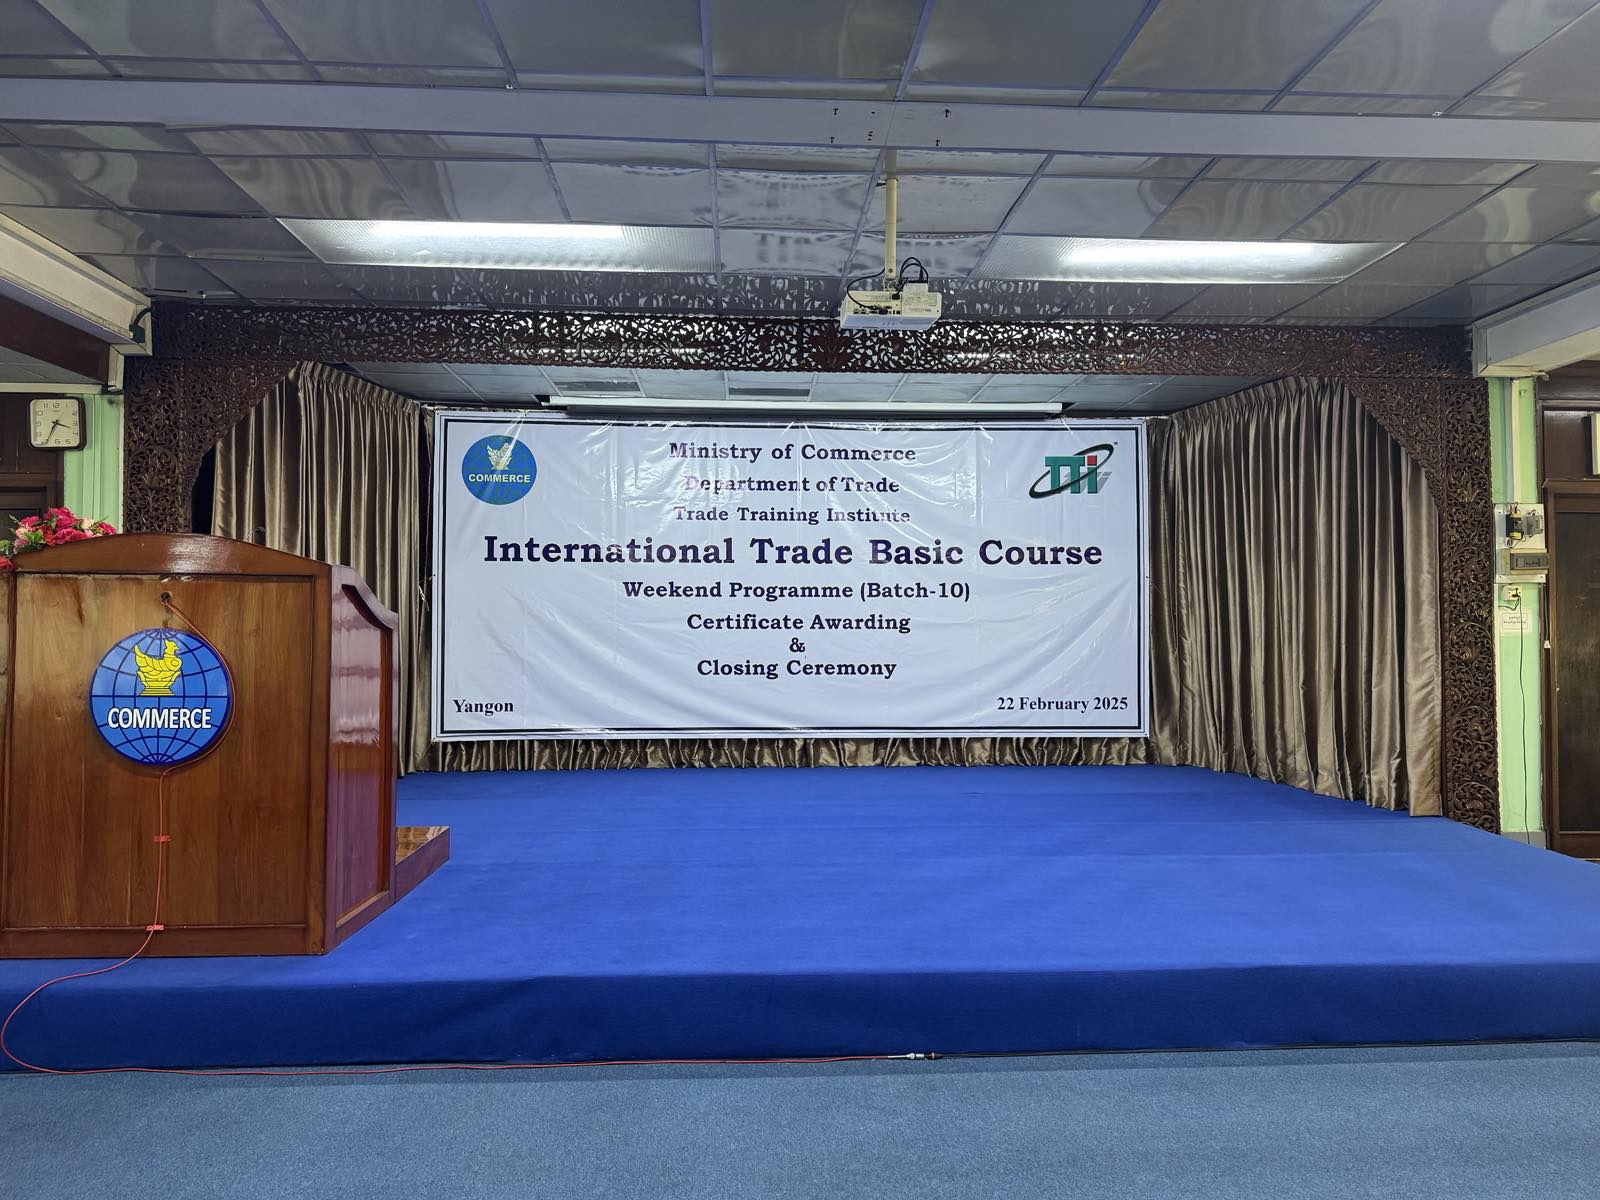 COMMERCE
Ministry of Commerce
Department of Trade
Trade Training Institute
TTi
International Trade Basic Course
Weekend Programme (Batch-10)
Certificate Awarding
&
Closing Ceremony
Yangon
22 February 2025
COMMERCE